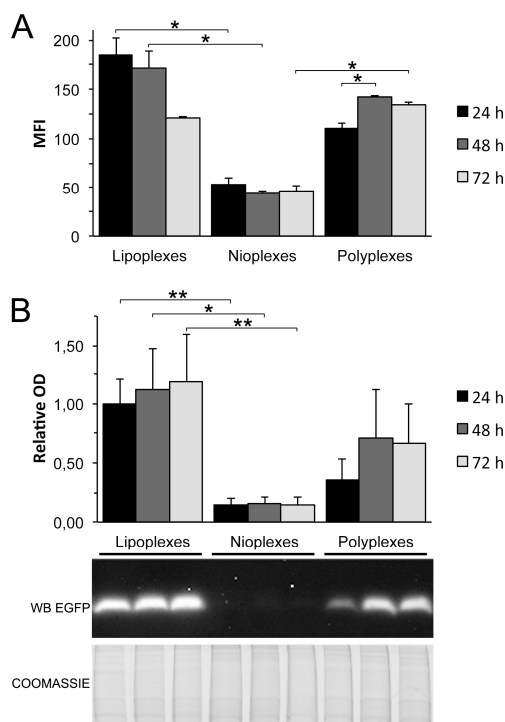 A
* * * *
MFI
200
150
100
50
0
24 h
48 h
72 h
Lipoplexes Nioplexes Polyplexes
B
** * **
Relative OD
1,50
1,00
0,50
0,00
24 h
48 h
72 h
Lipoplexes Nioplexes Polyplexes
WB EGFP
COOMASSIE